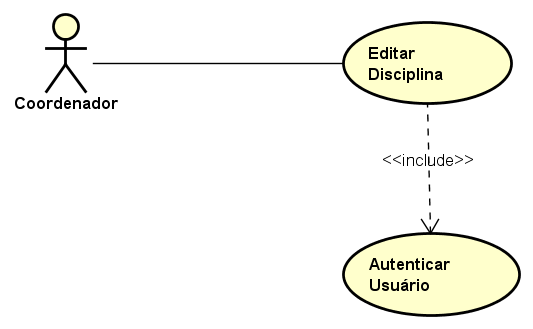 Editar
Disciplina
Coordenador
<<include>>
Autenticar
Usuário